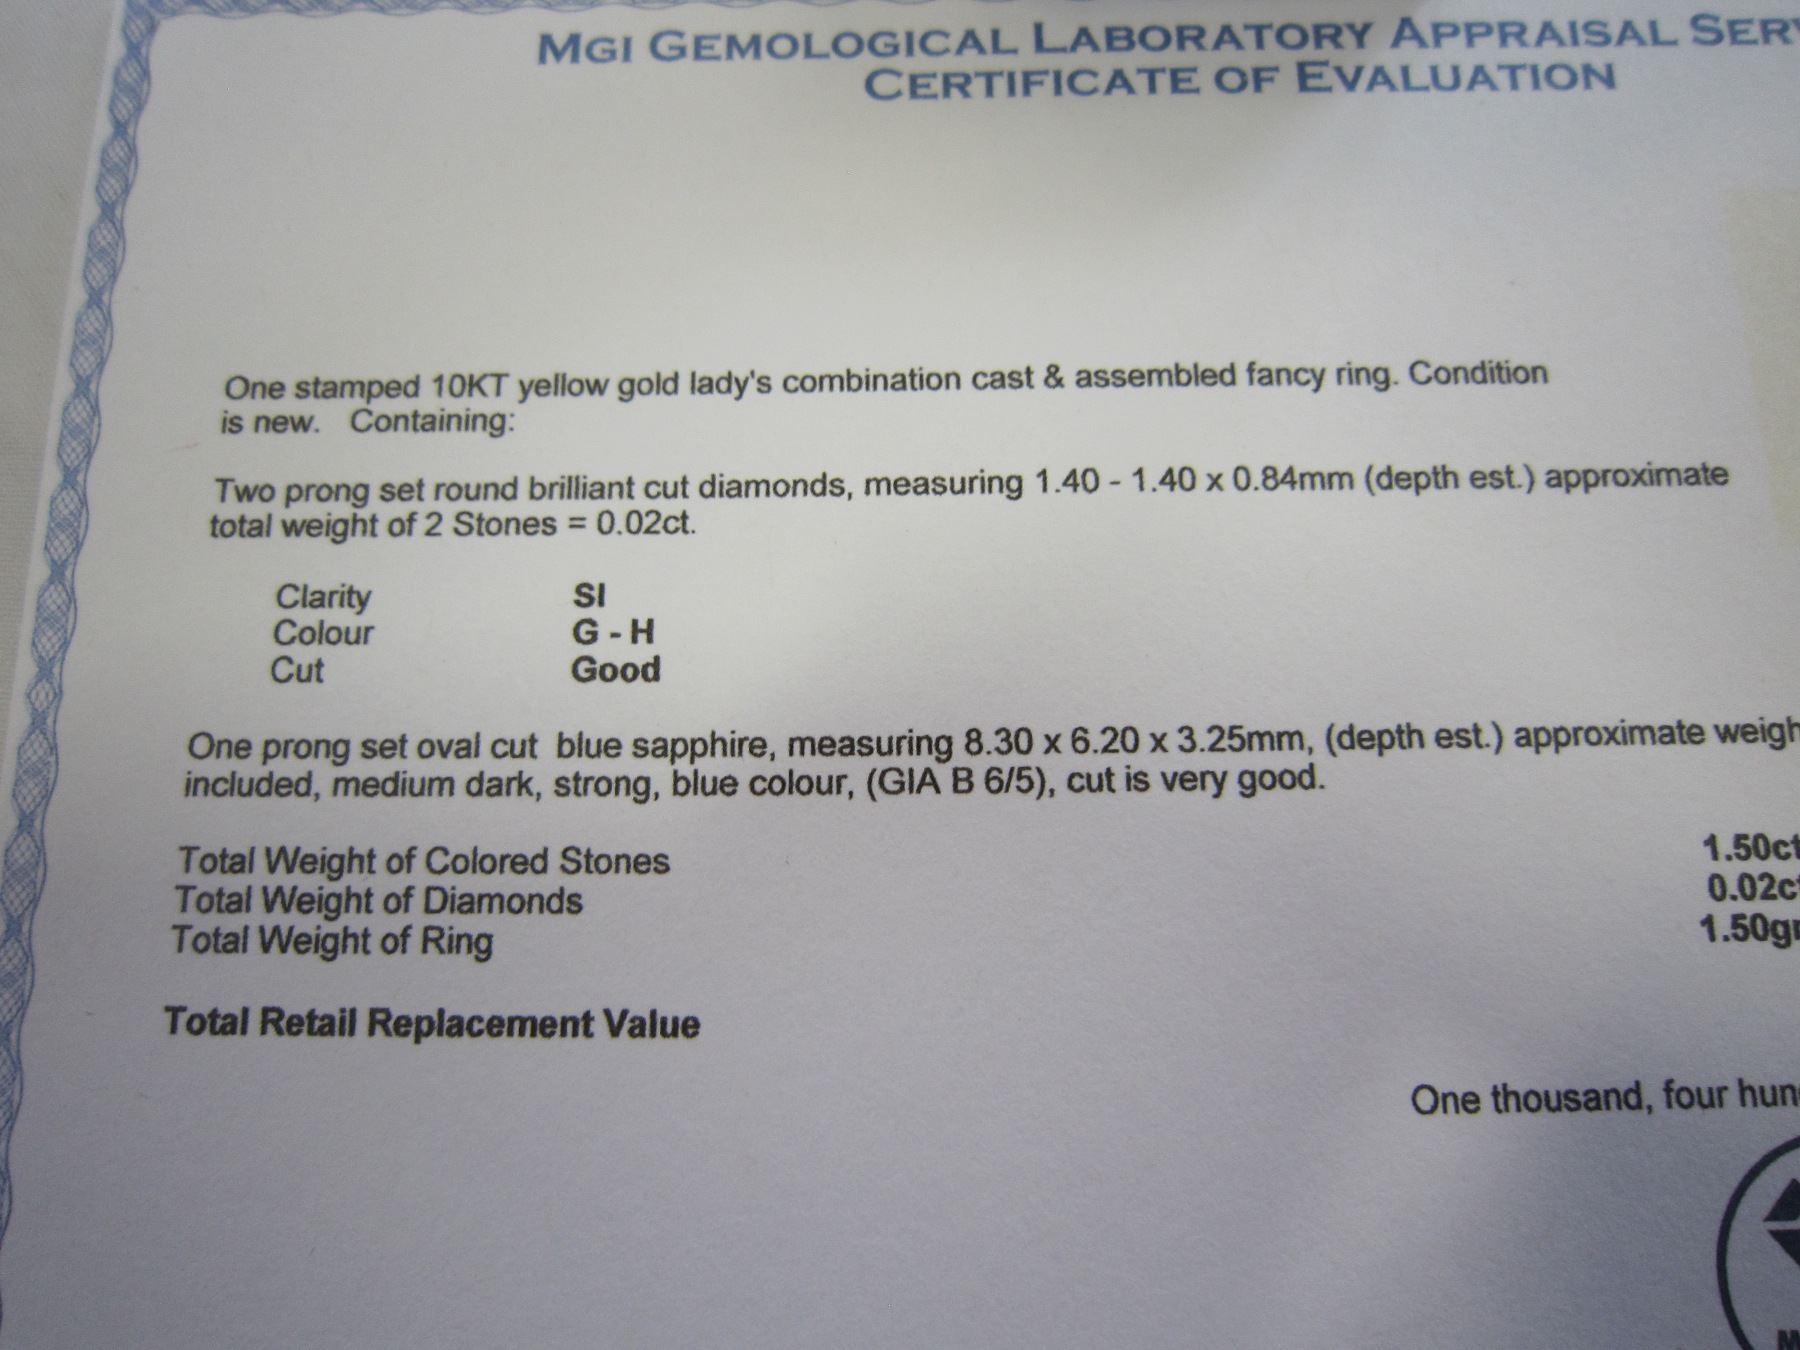 MGI GEMOLOGICAL LABORATORY APPRAISAL
CERTIFICATE OF EVALUATION
One stamped 10KT yellow gold lady's combination cast & assembled fancy ring. Condition
is new. Containing:
Two prong set round brilliant cut diamonds, measuring 1.40 - 1.40 x 0.84mm (depth est.) approximate
total weight of 2 Stones = 0.02ct.
Clarity SI
Colour G - H
Cut Good
One prong set oval cut blue sapphire, measuring 8.30 x 6.20 x 3.25mm, (depth est.) approximate
included, medium dark, strong, blue colour, (GIA B 6/5), cut is very good.
Total Weight of Colored Stones 1.50ct
Total Weight of Diamonds 0.02ct
Total Weight of Ring 1.50gr
Total Retail Replacement Value
One thousand, four